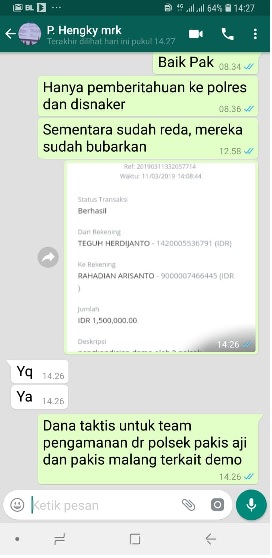 BL 4G 64% 14:27
P. Hengky mrk
Terakhir dilihat hari ini pukul 14.27
Baik Pak 08.34
Hanya pemberitahuan ke polres
dan disnaker 08.36
Sementara sudah reda, mereka
sudah bubarkan 12.58
Ref: 20190311332057714
Waktu: 11/03/2019 14:08:44
Status Transaksi
Berhasil
Dari Rekening
TEGUH HERDIJANTO - 1420005536791 (IDR)
Ke Rekening
RAHADIAN ARISANTO - 9000007466445 (IDR
)
Jumlah
IDR 1,500,000.00
Deskripsi
14.26
Yq 14.26
Ya 14.26
Dana taktis untuk team
pengamanan dr polsek pakis aji
dan pakis malang terkait demo
14.26
Ketik pesan